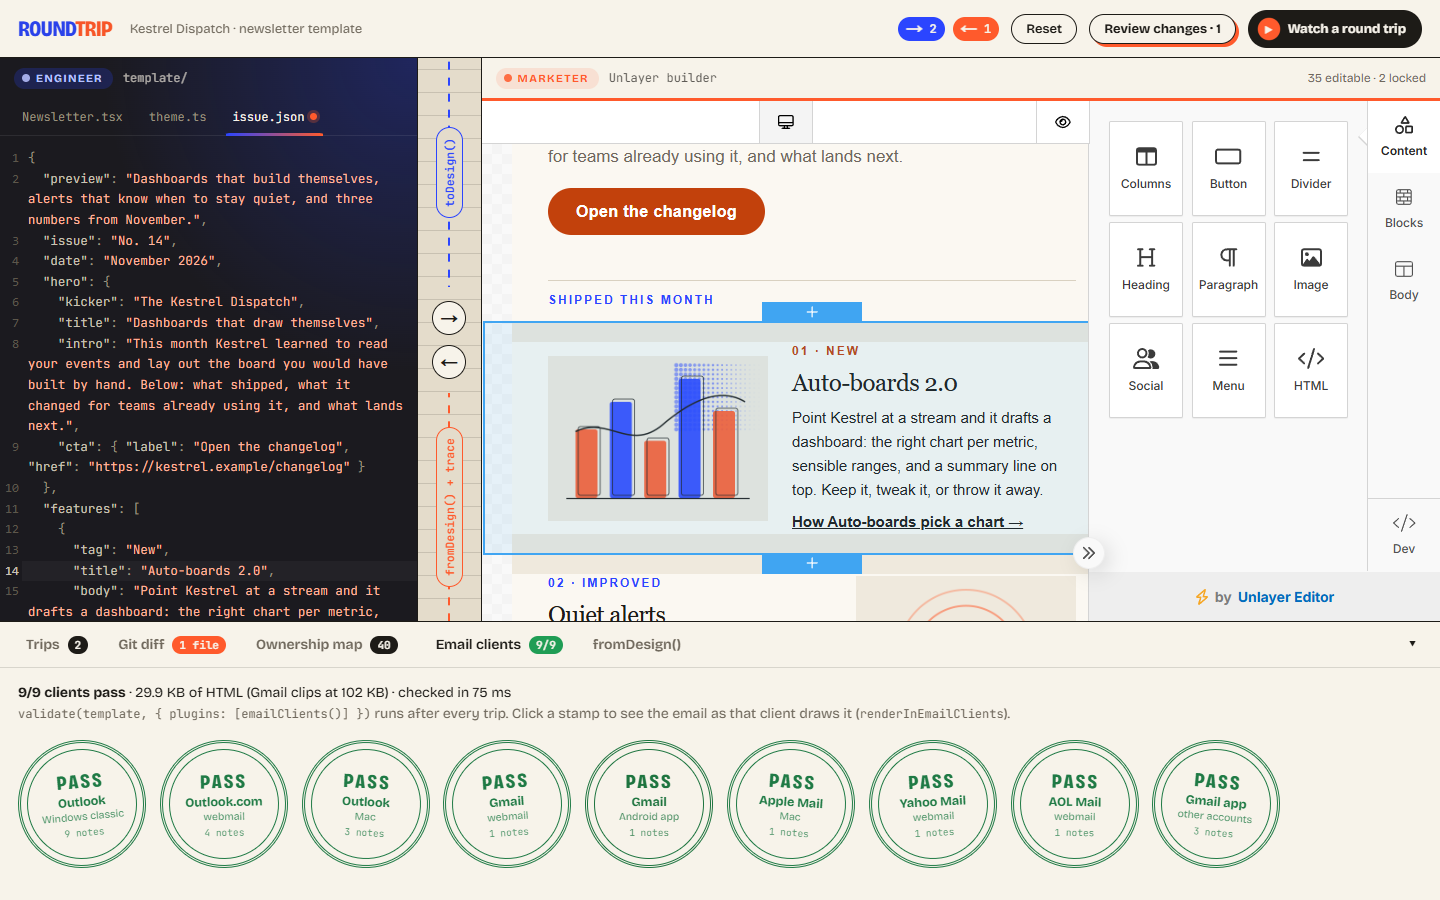 ROUNDTRIP Kestrel Dispatch · newsletter template → 2 ← 1 Reset Review changes · 1 Watch a round trip
ENGINEER template/
Newsletter.tsx theme.ts issue.json
1 {
2 "preview": "Dashboards that build themselves,
alerts that know when to stay quiet, and three
numbers from November.",
3 "issue": "No. 14",
4 "date": "November 2026",
5 "hero": {
6 "kicker": "The Kestrel Dispatch",
7 "title": "Dashboards that draw themselves",
8 "intro": "This month Kestrel learned to read
your events and lay out the board you would have
built by hand. Below: what shipped, what it
changed for teams already using it, and what lands
next.",
9 "cta": { "label": "Open the changelog",
"href": "https://kestrel.example/changelog" }
10 },
11 "features": [
12 {
13 "tag": "New",
14 "title": "Auto-boards 2.0",
15 "body": "Point Kestrel at a stream and it
drafts a dashboard: the right chart per metric,
toDesign()
→
←
fromDesign() + trace
MARKETER Unlayer builder 35 editable · 2 locked
for teams already using it, and what lands next.
Open the changelog
SHIPPED THIS MONTH
+
01 · NEW
Auto-boards 2.0
Point Kestrel at a stream and it drafts a
dashboard: the right chart per metric,
sensible ranges, and a summary line on
top. Keep it, tweak it, or throw it away.
How Auto-boards pick a chart →
+
02 · IMPROVED
Quiet alerts
Columns Button Divider
Heading Paragraph Image
Social Menu HTML
Content
Blocks
Body
Dev
by Unlayer Editor
Trips 2 Git diff 1 file Ownership map 40 Email clients 9/9 fromDesign()
9/9 clients pass · 29.9 KB of HTML (Gmail clips at 102 KB) · checked in 75 ms
validate(template, { plugins: [emailClients()] }) runs after every trip. Click a stamp to see the email as that client draws it (renderInEmailClients).
PASS
Outlook
Windows classic
9 notes
PASS
Outlook.com
webmail
4 notes
PASS
Outlook
Mac
3 notes
PASS
Gmail
webmail
1 notes
PASS
Gmail
Android app
1 notes
PASS
Apple Mail
Mac
1 notes
PASS
Yahoo Mail
webmail
1 notes
PASS
AOL Mail
webmail
1 notes
PASS
Gmail app
other accounts
3 notes